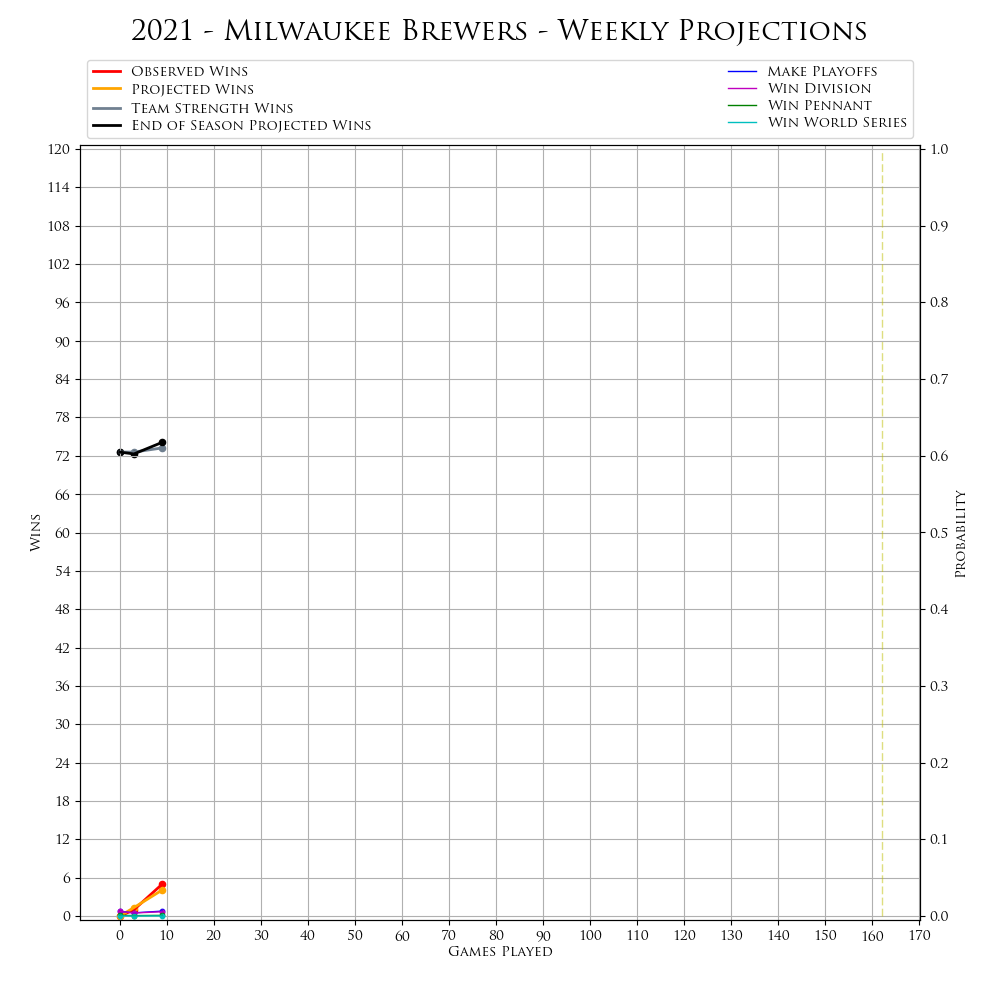 2021 - Milwaukee Brewers - Weekly Projections
Observed Wins
Projected Wins
Team Strength Wins
End of Season Projected Wins
Make Playoffs
Win Division
Win Pennant
Win World Series
120
114
108
102
96
90
84
78
72
66
60
54
48
42
36
30
24
18
12
6
0
Wins
1.0
0.9
0.8
0.7
0.6
0.5
0.4
0.3
0.2
0.1
0.0
Probability
0 10 20 30 40 50 60 70 80 90 100 110 120 130 140 150 160 170
Games Played